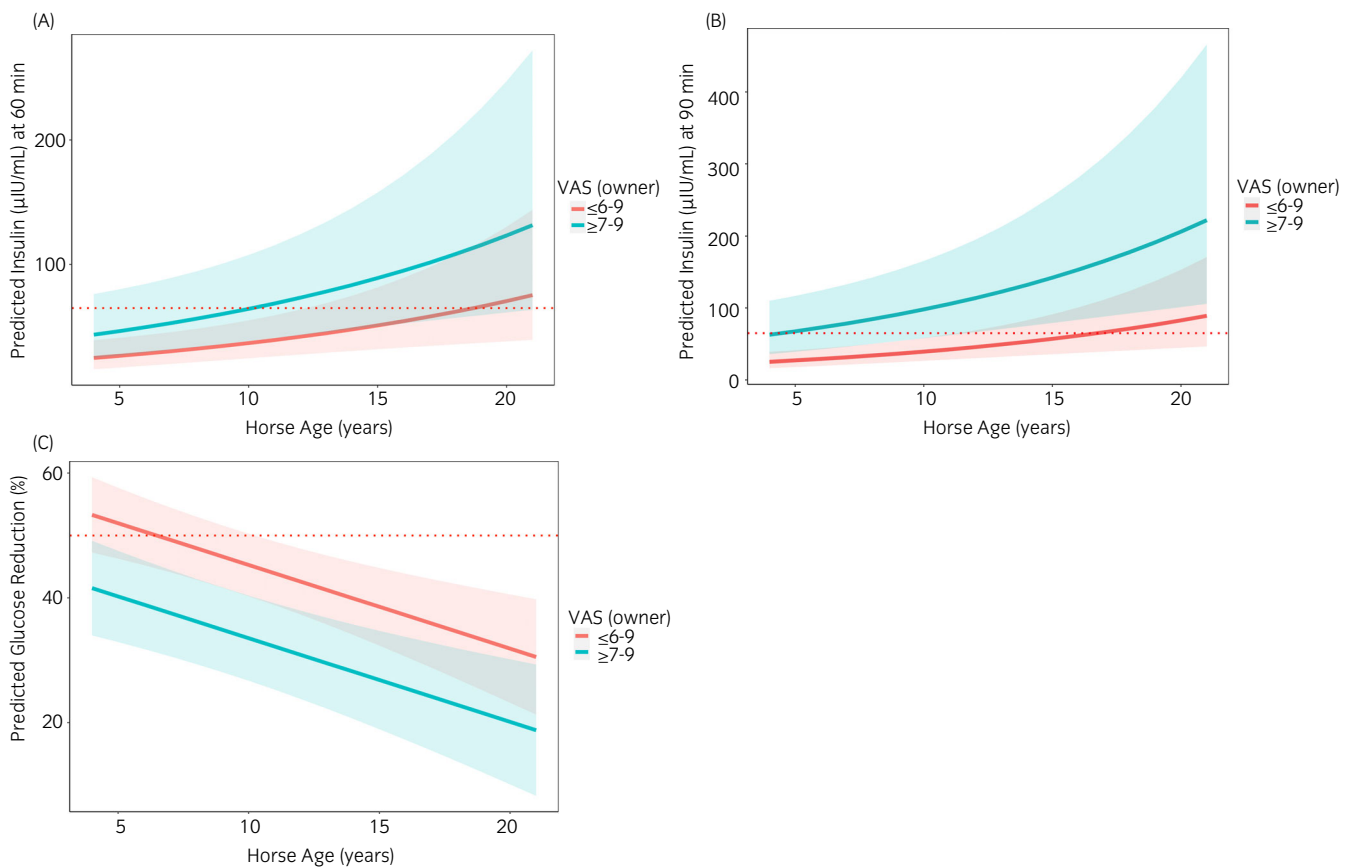 (A)
Predicted Insulin (µIU/mL) at 60 min
200
100
5
10
15
20
Horse Age (years)
VAS (owner)
≤6-9
≥7-9
(B)
Predicted Insulin (µIU/mL) at 90 min
400
300
200
100
0
5
10
15
20
Horse Age (years)
VAS (owner)
≤6-9
≥7-9
(C)
Predicted Glucose Reduction (%)
60
40
20
5
10
15
20
Horse Age (years)
VAS (owner)
≤6-9
≥7-9